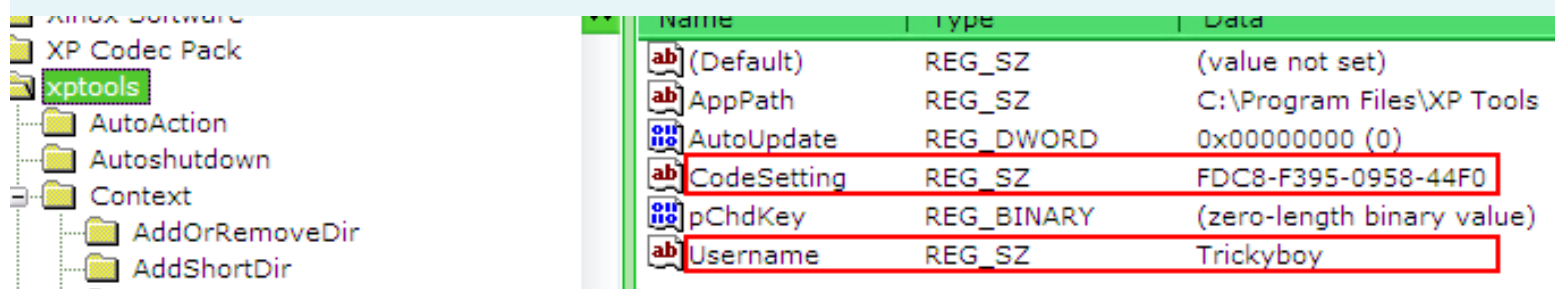 Xinox Software
XP Codec Pack
xptools
AutoAction
Autoshutdown
Context
AddOrRemoveDir
AddShortDir
Name Type Data
(Default) REG_SZ (value not set)
AppPath REG_SZ C:\Program Files\XP Tools
AutoUpdate REG_DWORD 0x00000000 (0)
CodeSetting REG_SZ FDC8-F395-0958-44F0
pChdKey REG_BINARY (zero-length binary value)
Username REG_SZ Trickyboy